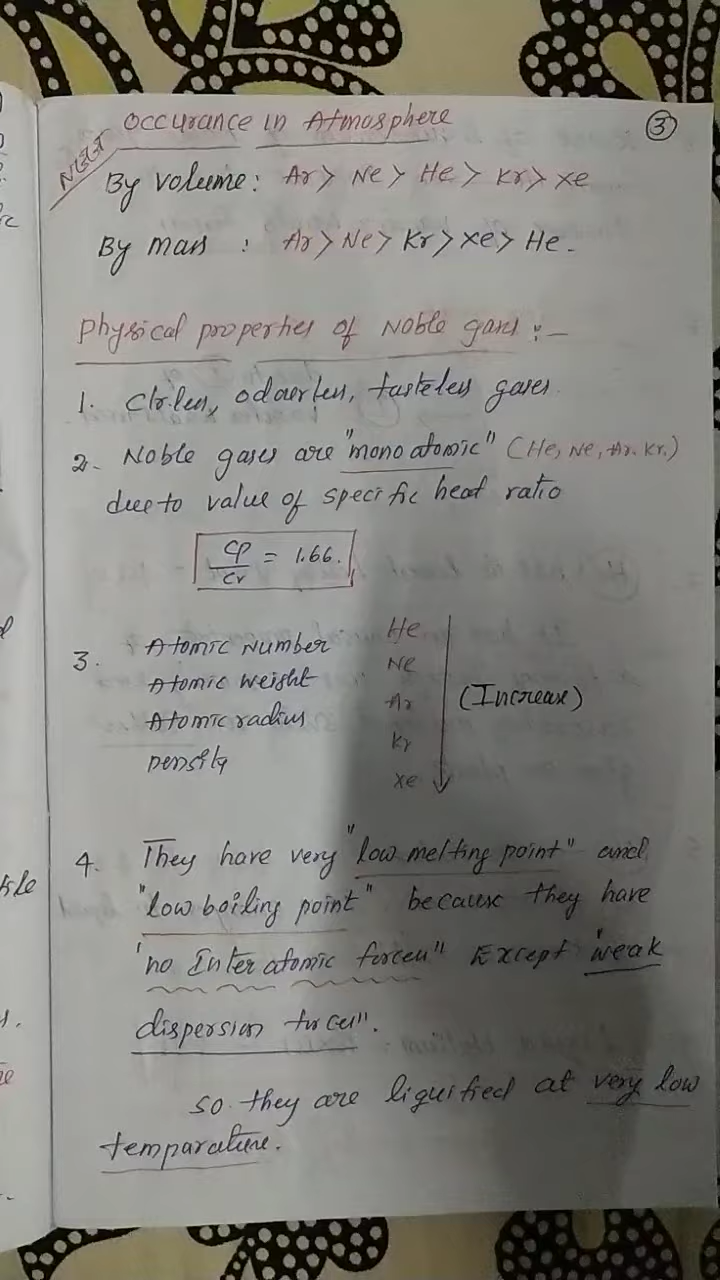 Occurance in Atmosphere
3
By volume: Ar > Ne > He > Kr > Xe
By mass : Ar > Ne > Kr > Xe > He.
Physical properties of Noble gases :-
1. Clrless, odourless, tasteless gases.
2. Noble gases are "mono atomic" (He, Ne, Ar. Kr.)
due to value of specific heat ratio
Cp/Cv = 1.66.
3. Atomic Number He
Atomic weight Ne
Atomic radius Ar (Increase)
Density Kr
Xe
4. They have very "low melting point" and
"low boiling point" because they have
"no Inter atomic forces" Except weak
dispersion forces".
so they are liquified at very low
temparature.